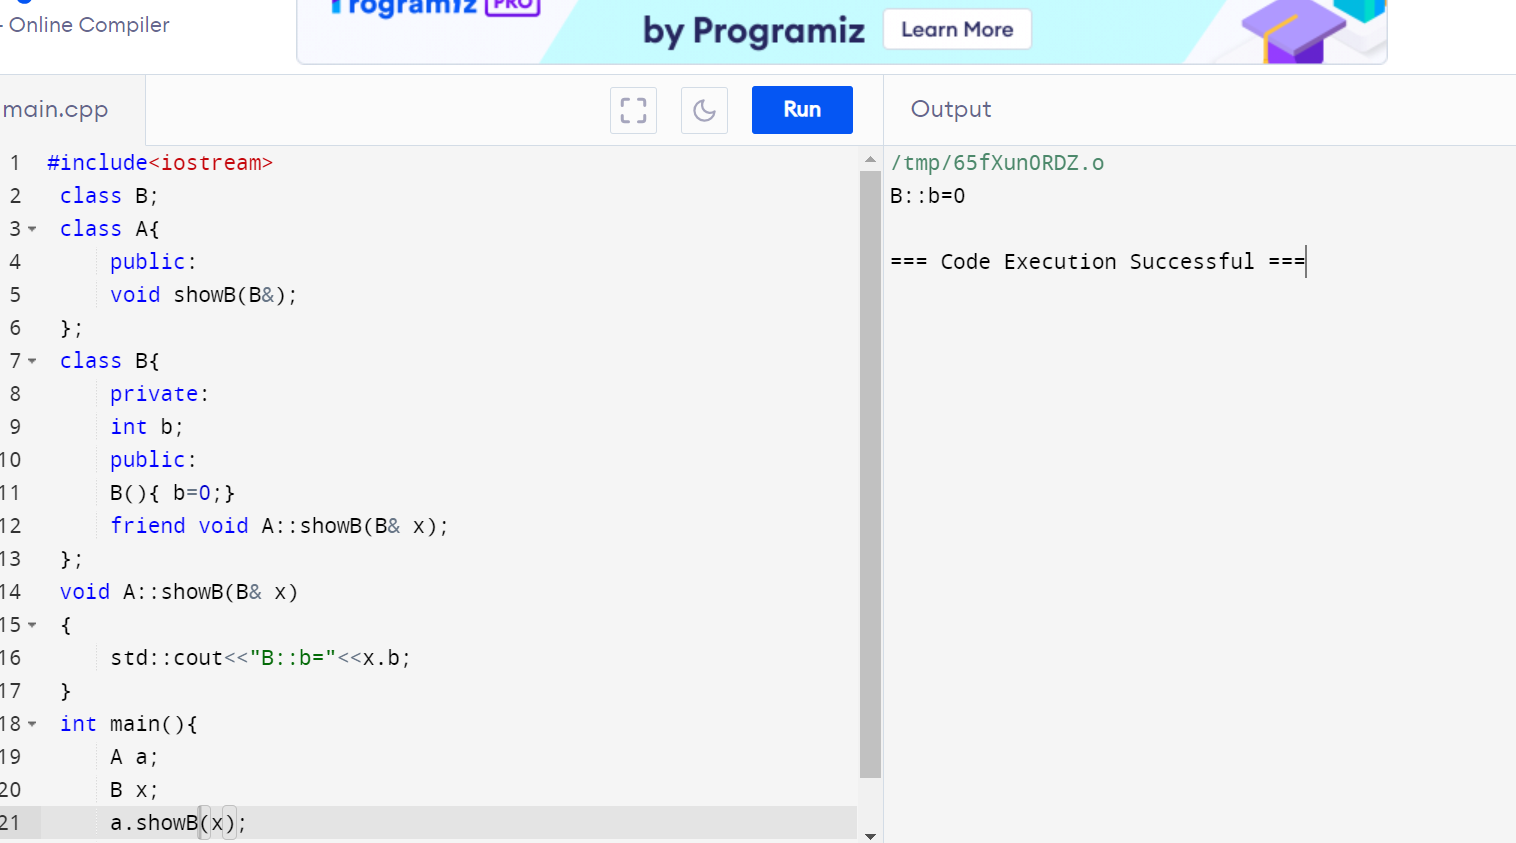 Programiz PRO
- Online Compiler
by Programiz Learn More
main.cpp
Run
Output
1 #include<iostream>
2 class B;
3 class A{
4 public:
5 void showB(B&);
6 };
7 class B{
8 private:
9 int b;
10 public:
11 B(){ b=0;}
12 friend void A::showB(B& x);
13 };
14 void A::showB(B& x)
15 {
16 std::cout<<"B::b="<<x.b;
17 }
18 int main(){
19 A a;
20 B x;
21 a.showB(x);
/tmp/65fXun0RDZ.o
B::b=0
=== Code Execution Successful ===